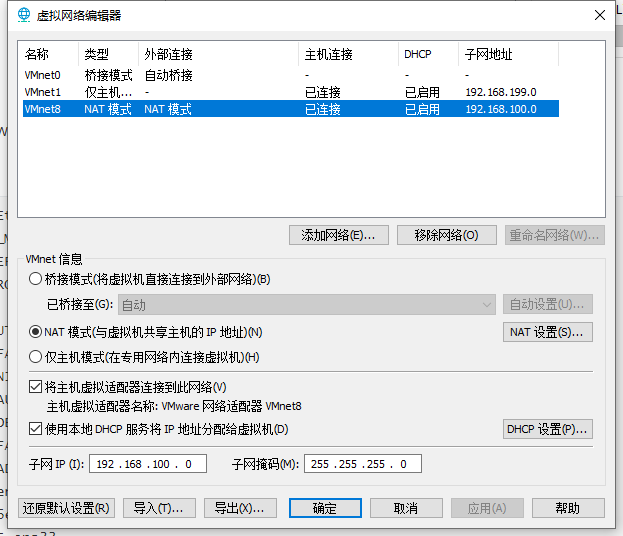 虚拟网络编辑器
名称 类型 外部连接 主机连接 DHCP 子网地址
VMnet0 桥接模式 自动桥接 - - -
VMnet1 仅主机... - 已连接 已启用 192.168.199.0
VMnet8 NAT 模式 NAT 模式 已连接 已启用 192.168.100.0
添加网络(E)... 移除网络(O) 重命名网络(W)...
VMnet 信息
桥接模式(将虚拟机直接连接到外部网络)(B)
已桥接至(G): 自动 自动设置(U)...
NAT 模式(与虚拟机共享主机的 IP 地址)(N) NAT 设置(S)...
仅主机模式(在专用网络内连接虚拟机)(H)
将主机虚拟适配器连接到此网络(V)
主机虚拟适配器名称: VMware 网络适配器 VMnet8
使用本地 DHCP 服务将 IP 地址分配给虚拟机(D) DHCP 设置(P)...
子网 IP (I): 192 .168 .100 . 0 子网掩码(M): 255 .255 .255 . 0
还原默认设置(R) 导入(T)... 导出(X)... 确定 取消 应用(A) 帮助